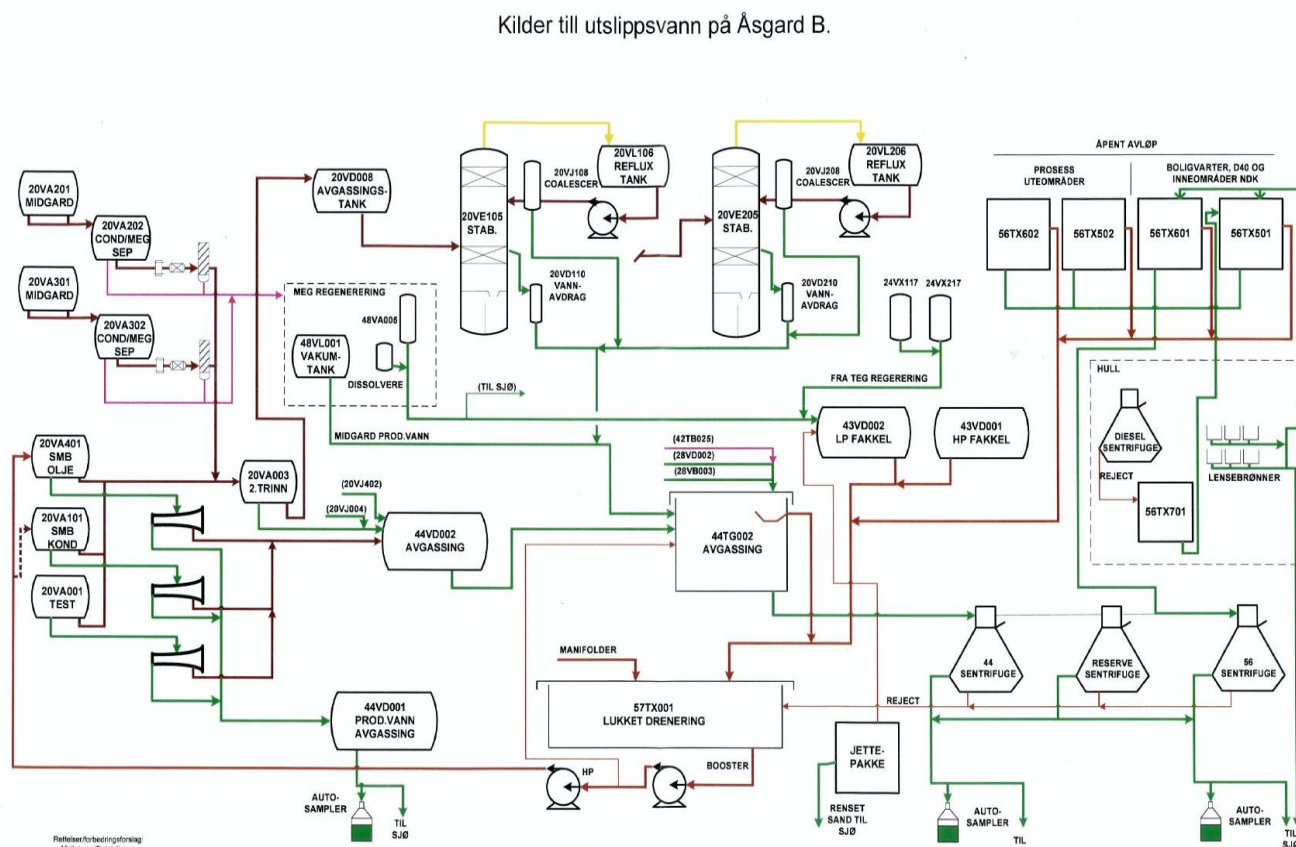 Kilder till utslippsvann på Åsgard B.
ÅPENT AVLØP
PROSESS
UTEOMRÅDER
BOLIGVARTER, D40 OG
INNEOMRÅDER NDK
20VA201
MIDGARD
20VA202
COND/MEG
SEP
20VA301
MIDGARD
20VA302
COND/MEG
SEP
20VD008
AVGASSINGS-
TANK
20VE105
STAB.
20VJ108
COALESCER
20VL106
REFLUX
TANK
20VD110
VANN-
AVDRAG
20VE205
STAB.
20VJ208
COALESCER
20VL206
REFLUX
TANK
20VD210
VANN-
AVDRAG
56TX602
56TX502
56TX601
56TX501
MEG REGENERERING
48VA005
48VL001
VAKUM-
TANK
DISSOLVERE
24VX117
24VX217
FRA TEG REGERERING
(TIL SJØ)
MIDGARD PROD.VANN
43VD002
LP FAKKEL
43VD001
HP FAKKEL
HULL
DIESEL
SENTRIFUGE
REJECT
56TX701
LENSEBRØNNER
20VA401
SMB
OLJE
20VA101
SMB
KOND
20VA001
TEST
20VA003
2.TRINN
(20VJ402)
(20VJ004)
44VD002
AVGASSING
(42TB025)
(28VD002)
(28VB003)
44TG002
AVGASSING
MANIFOLDER
57TX001
LUKKET DRENERING
REJECT
44
SENTRIFUGE
RESERVE
SENTRIFUGE
56
SENTRIFUGE
44VD001
PROD.VANN
AVGASSING
HP
BOOSTER
JETTE-
PAKKE
AUTO-
SAMPLER
TIL
SJØ
RENSET
SAND TIL
SJØ
AUTO-
SAMPLER
TIL
AUTO-
SAMPLER
TIL
SJØ
Rettelser/forbedringsforslag: